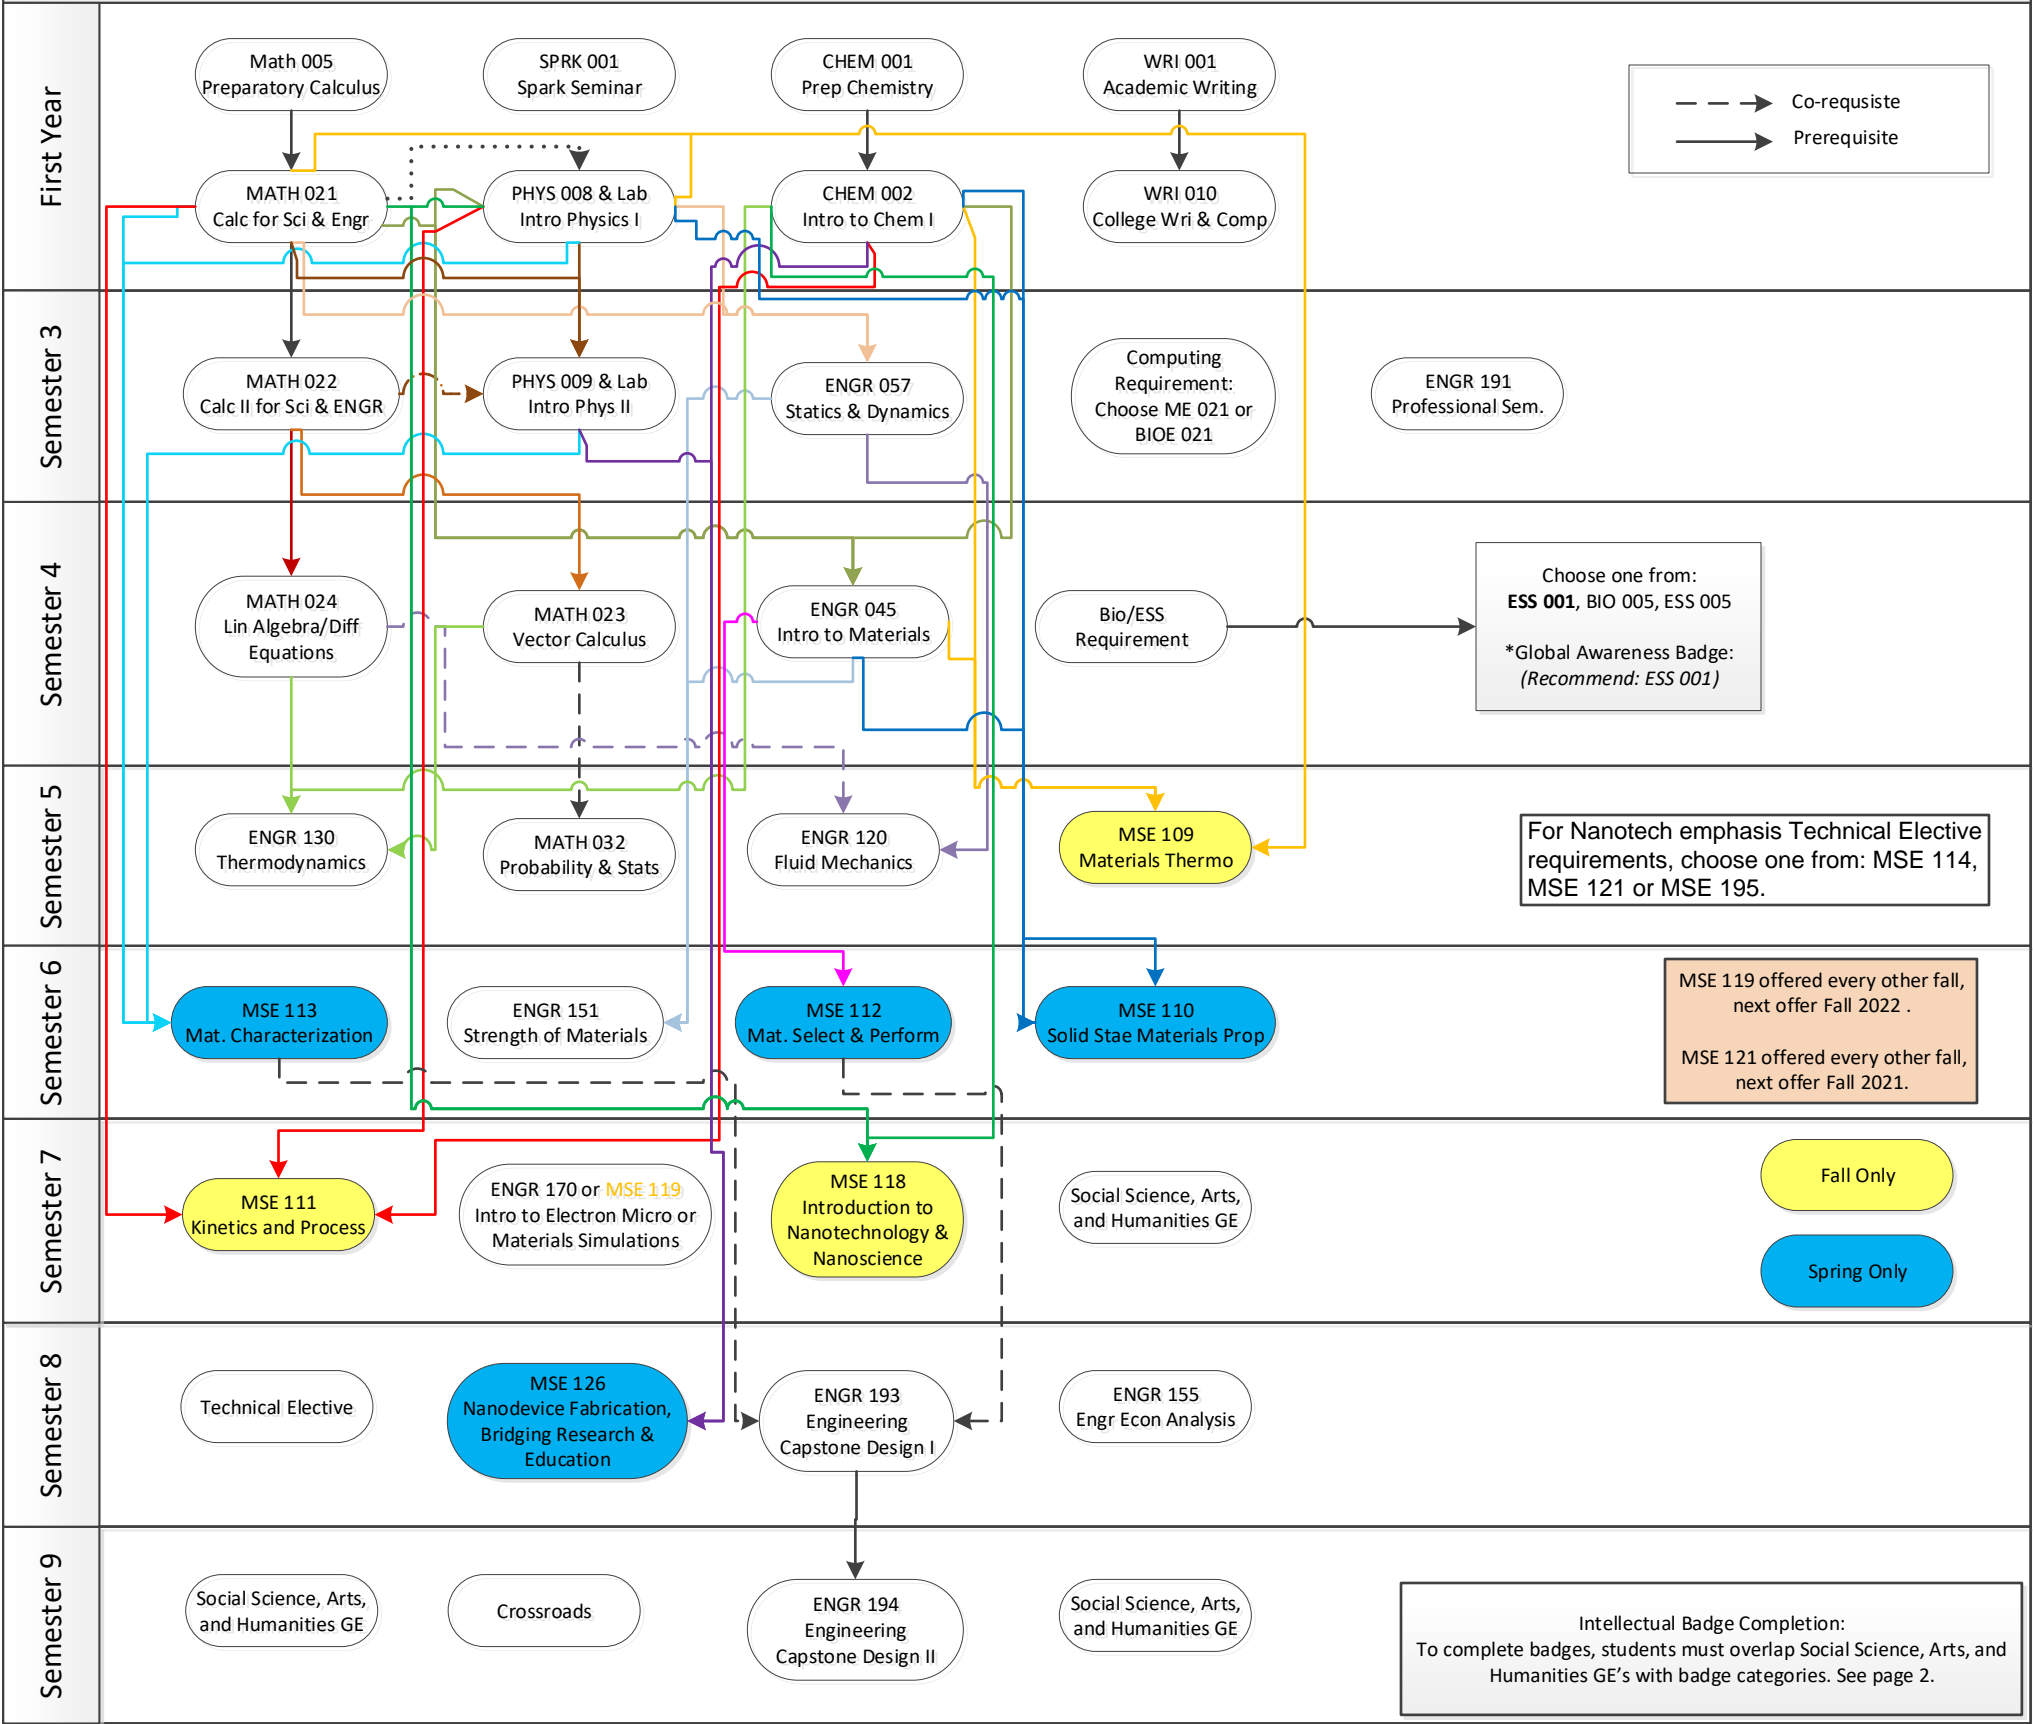 First Year
Math 005
Preparatory Calculus
SPRK 001
Spark Seminar
CHEM 001
Prep Chemistry
WRI 001
Academic Writing
Co-requsiste
Prerequisite
MATH 021
Calc for Sci & Engr
PHYS 008 & Lab
Intro Physics I
CHEM 002
Intro to Chem I
WRI 010
College Wri & Comp
Semester 3
MATH 022
Calc II for Sci & ENGR
PHYS 009 & Lab
Intro Phys II
ENGR 057
Statics & Dynamics
Computing
Requirement:
Choose ME 021 or
BIOE 021
ENGR 191
Professional Sem.
Semester 4
MATH 024
Lin Algebra/Diff
Equations
MATH 023
Vector Calculus
ENGR 045
Intro to Materials
Bio/ESS
Requirement
Choose one from:
ESS 001, BIO 005, ESS 005
*Global Awareness Badge:
(Recommend: ESS 001)
Semester 5
ENGR 130
Thermodynamics
MATH 032
Probability & Stats
ENGR 120
Fluid Mechanics
MSE 109
Materials Thermo
For Nanotech emphasis Technical Elective
requirements, choose one from: MSE 114,
MSE 121 or MSE 195.
Semester 6
MSE 113
Mat. Characterization
ENGR 151
Strength of Materials
MSE 112
Mat. Select & Perform
MSE 110
Solid Stae Materials Prop
MSE 119 offered every other fall,
next offer Fall 2022 .
MSE 121 offered every other fall,
next offer Fall 2021.
Semester 7
MSE 111
Kinetics and Process
ENGR 170 or MSE 119
Intro to Electron Micro or
Materials Simulations
MSE 118
Introduction to
Nanotechnology &
Nanoscience
Social Science, Arts,
and Humanities GE
Fall Only
Spring Only
Semester 8
Technical Elective
MSE 126
Nanodevice Fabrication,
Bridging Research &
Education
ENGR 193
Engineering
Capstone Design I
ENGR 155
Engr Econ Analysis
Semester 9
Social Science, Arts,
and Humanities GE
Crossroads
ENGR 194
Engineering
Capstone Design II
Social Science, Arts,
and Humanities GE
Intellectual Badge Completion:
To complete badges, students must overlap Social Science, Arts, and
Humanities GE’s with badge categories. See page 2.